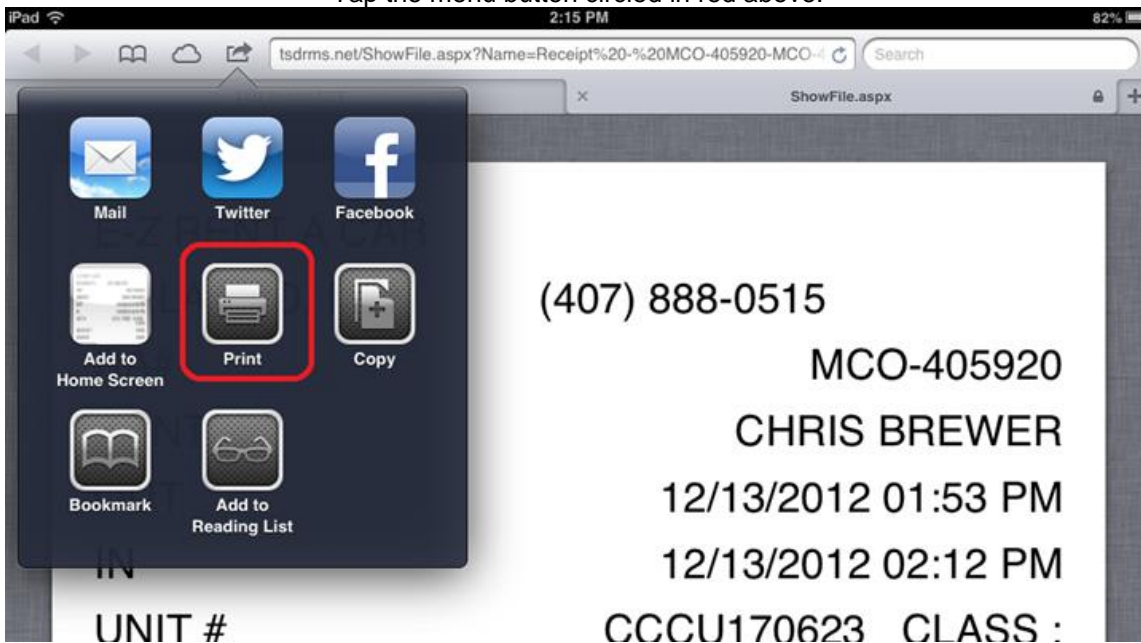 Tap the menu button circled in red above.
iPad 2:15 PM 82%
tsdrms.net/ShowFile.aspx?Name=Receipt%20-%20MCO-405920-MCO-4 Search
ShowFile.aspx
Mail Twitter Facebook
E-Z RENT A CAR
(407) 888-0515
Add to Home Screen Print Copy
MCO-405920
CHRIS BREWER
Bookmark Add to Reading List
12/13/2012 01:53 PM
IN 12/13/2012 02:12 PM
UNIT # CCCU170623 CLASS :